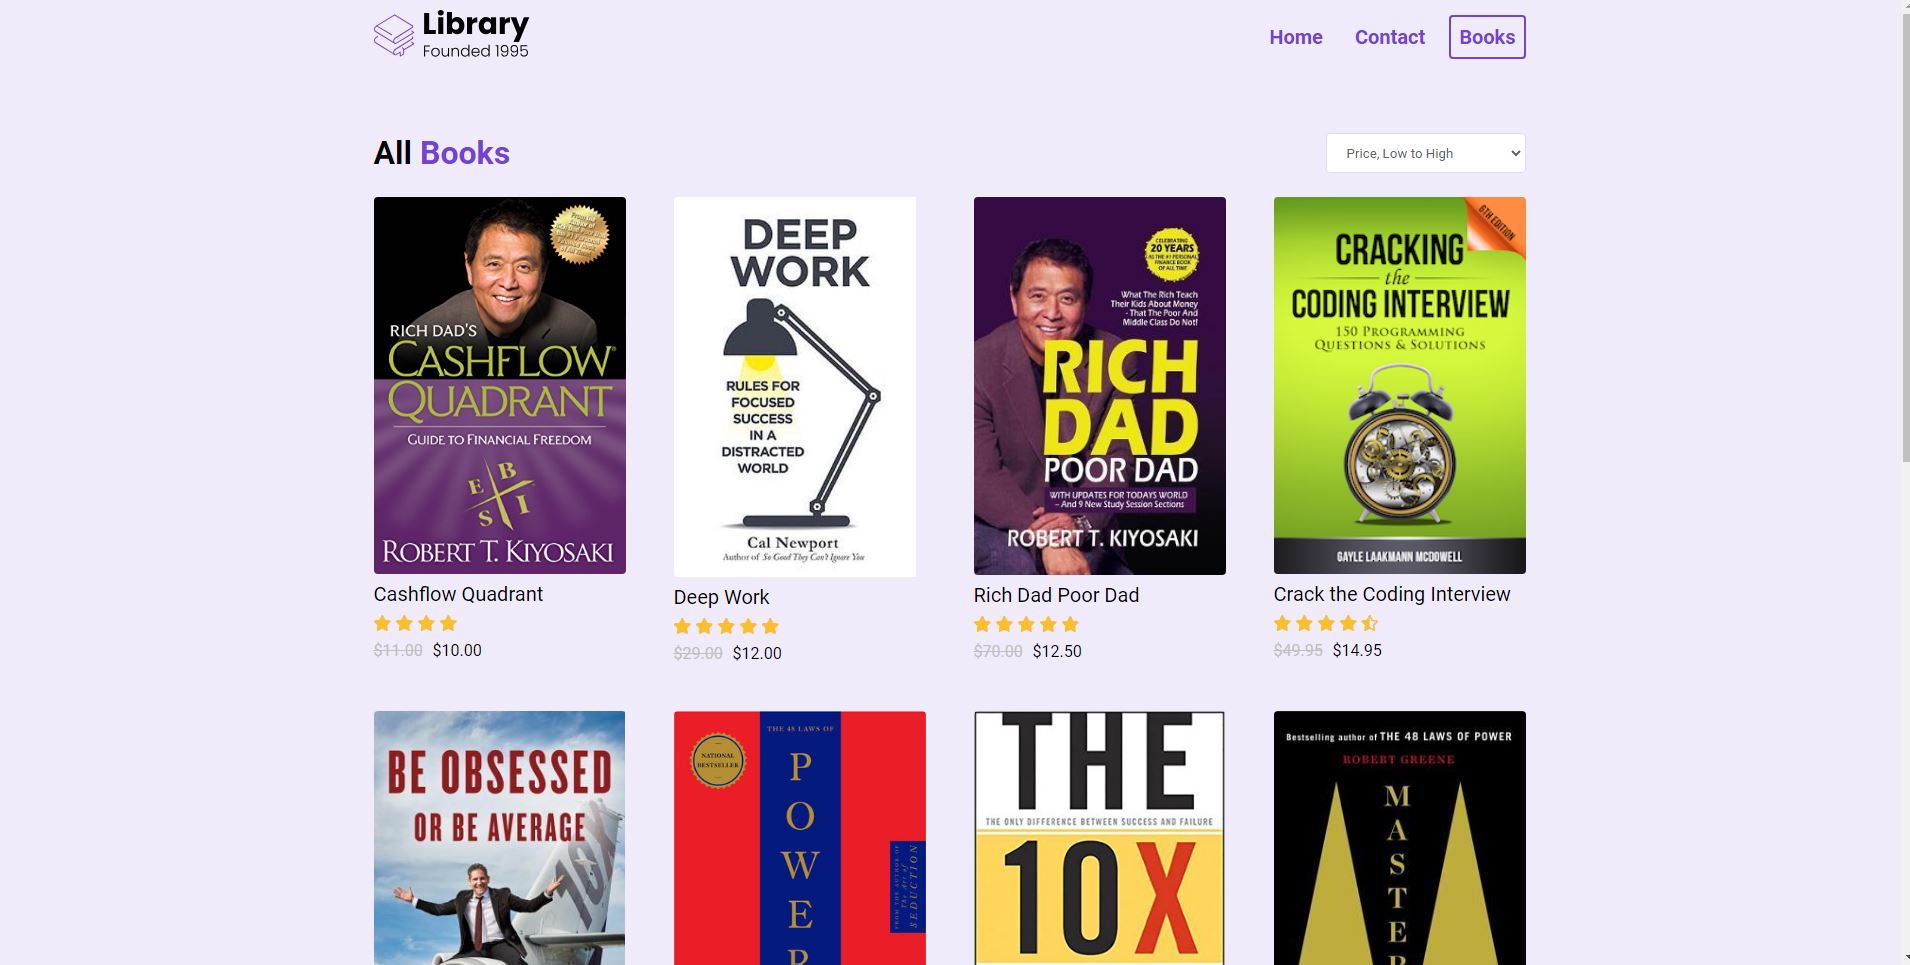 Library
Founded 1995
Home
Contact
Books
All Books
Price, Low to High
RICH DAD'S
CASHFLOW
QUADRANT
GUIDE TO FINANCIAL FREEDOM
E B
S I
ROBERT T. KIYOSAKI
Cashflow Quadrant
$11.00 $10.00
DEEP
WORK
RULES FOR
FOCUSED
SUCCESS
IN A
DISTRACTED
WORLD
Cal Newport
Author of So Good They Can't Ignore You
Deep Work
$29.00 $12.00
CELEBRATING
20 YEARS
AS THE #1 PERSONAL
FINANCE BOOK
OF ALL TIME
What The Rich Teach
Their Kids About Money
- That The Poor And
Middle Class Do Not!
RICH
DAD
POOR DAD
WITH UPDATES FOR TODAYS WORLD
- And 9 New Study Session Sections
ROBERT T. KIYOSAKI
Rich Dad Poor Dad
$70.00 $12.50
6TH EDITION
CRACKING
the
CODING INTERVIEW
150 PROGRAMMING
QUESTIONS & SOLUTIONS
GAYLE LAAKMANN MCDOWELL
Crack the Coding Interview
$49.95 $14.95
BE OBSESSED
OR BE AVERAGE
10X
NATIONAL
BESTSELLER
THE 48 LAWS OF
POWER
FROM THE AUTHOR OF
The Art of
SEDUCTION
THE
THE ONLY DIFFERENCE BETWEEN SUCCESS AND FAILURE
10X
Bestselling author of THE 48 LAWS OF POWER
ROBERT GREENE
MASTER